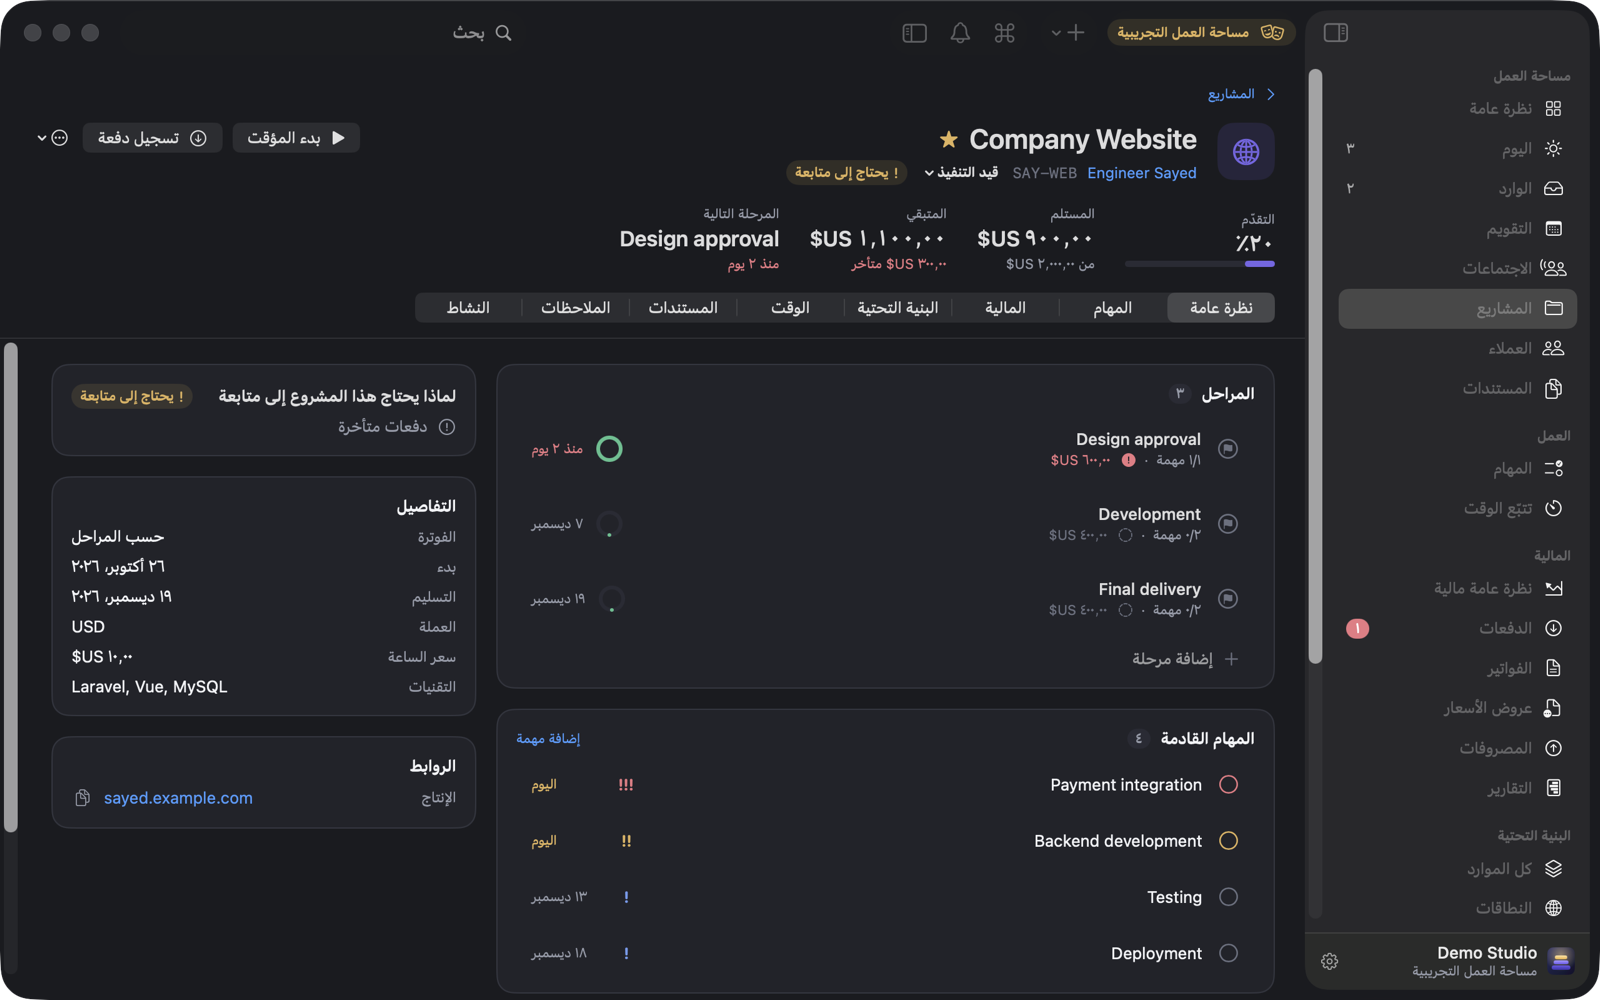 مساحة العمل التجريبية
بحث
مساحة العمل
نظرة عامة
اليوم ٣
الوارد ٢
التقويم
الاجتماعات
المشاريع
العملاء
المستندات
العمل
المهام
تتبّع الوقت
المالية
نظرة عامة مالية
الدفعات ١
الفواتير
عروض الأسعار
المصروفات
التقارير
البنية التحتية
كل الموارد
النطاقات
Demo Studio
مساحة العمل التجريبية
المشاريع
Company Website
بدء المؤقت
تسجيل دفعة
Engineer Sayed SAY-WEB قيد التنفيذ ! يحتاج إلى متابعة
التقدّم
٢٠٪
المستلم
٩٠٠,٠٠ US$
من ٢,٠٠٠,٠٠ US$
المتبقي
١,١٠٠,٠٠ US$
٣٠٠,٠٠ US$ متأخر
المرحلة التالية
Design approval
منذ ٢ يوم
نظرة عامة
المهام
المالية
البنية التحتية
الوقت
المستندات
الملاحظات
النشاط
المراحل ٣
Design approval
١/١ مهمة · ٦٠٠,٠٠ US$
منذ ٢ يوم
Development
٠/٢ مهمة · ٤٠٠,٠٠ US$
٧ ديسمبر
Final delivery
٠/٢ مهمة · ٤٠٠,٠٠ US$
١٩ ديسمبر
إضافة مرحلة
المهام القادمة ٤
إضافة مهمة
Payment integration !!! اليوم
Backend development !! اليوم
Testing ! ١٣ ديسمبر
Deployment ! ١٨ ديسمبر
لماذا يحتاج هذا المشروع إلى متابعة ! يحتاج إلى متابعة
دفعات متأخرة
التفاصيل
الفوترة حسب المراحل
بدء ٢٦ أكتوبر، ٢٠٢٦
التسليم ١٩ ديسمبر، ٢٠٢٦
العملة USD
سعر الساعة ١٠,٠٠ US$
التقنيات Laravel, Vue, MySQL
الروابط
الإنتاج sayed.example.com